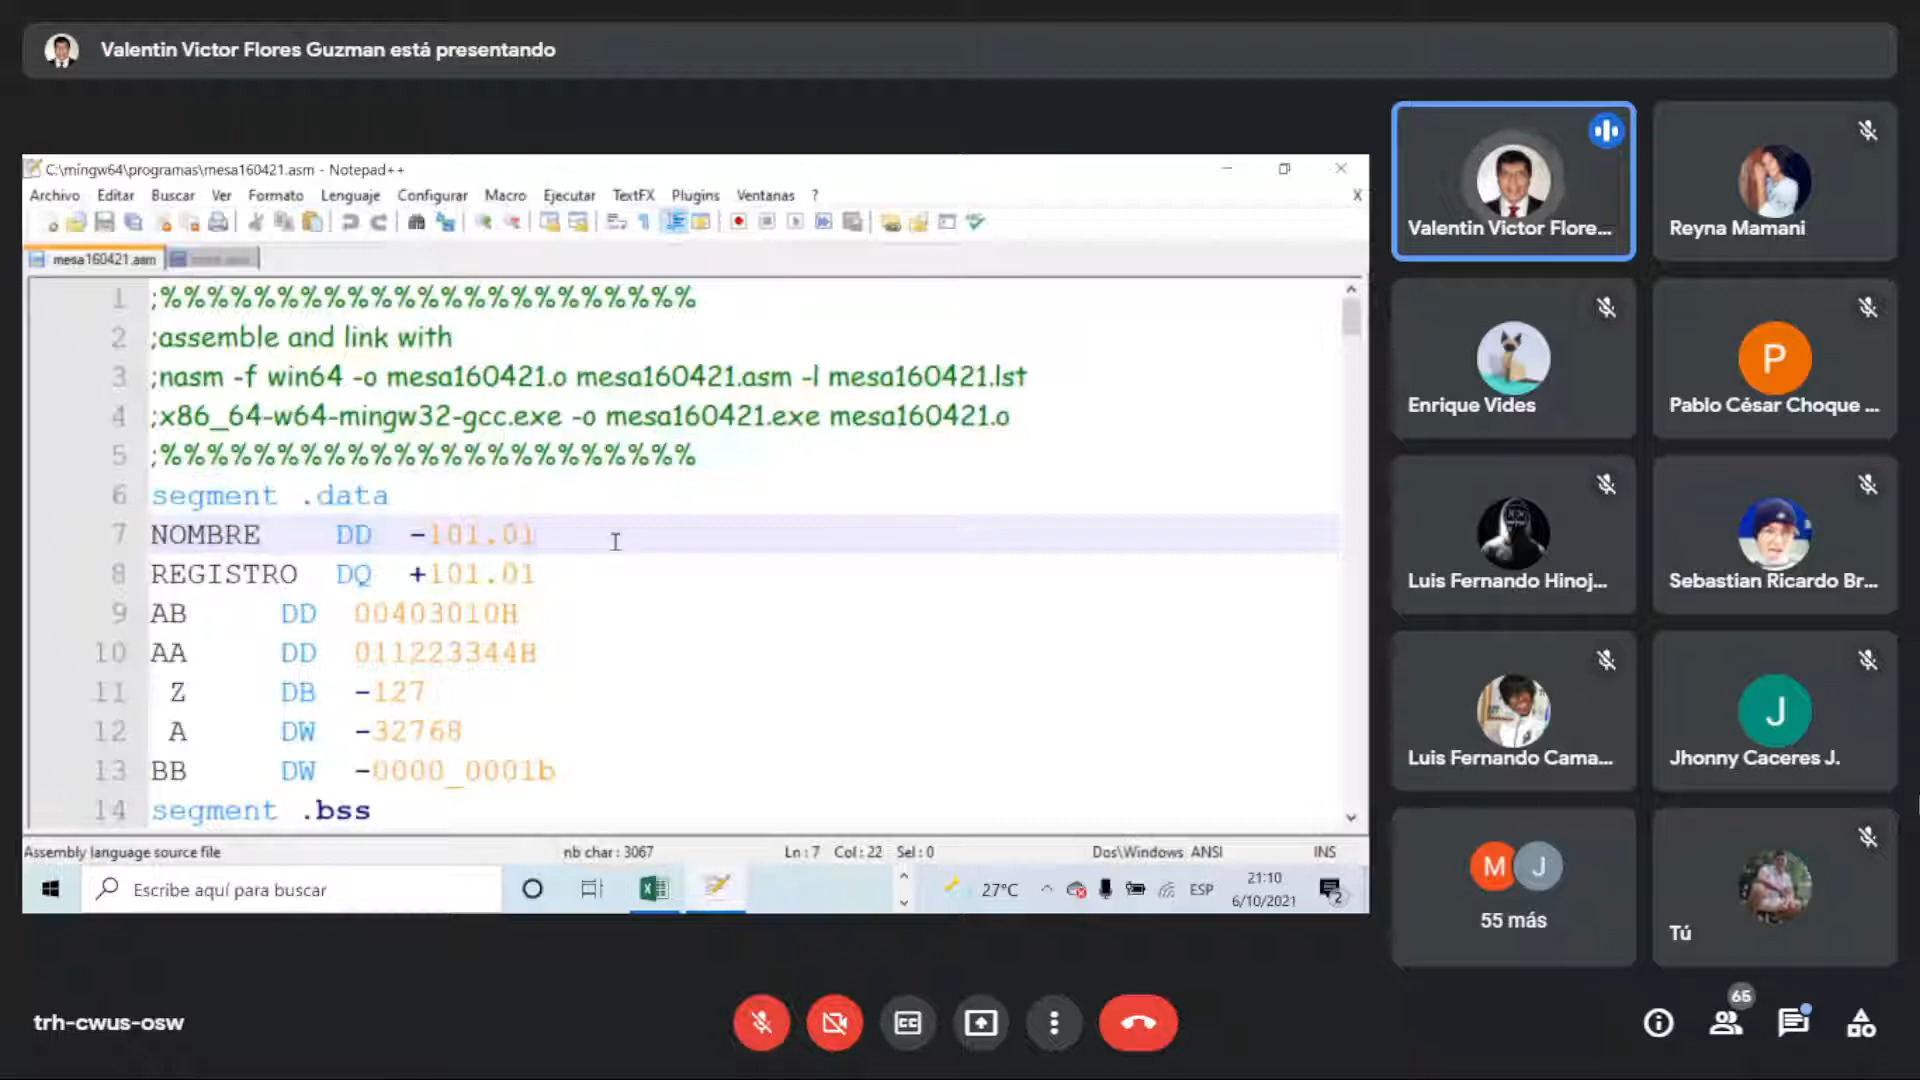 Valentin Victor Flores Guzman está presentando
C:\mingw64\programas\mesa160421.asm - Notepad++
Archivo Editar Buscar Ver Formato Lenguaje Configurar Macro Ejecutar TextFX Plugins Ventanas ?
X
mesa160421.asm
1 ;%%%%%%%%%%%%%%%%%%%%%%%
2 ;assemble and link with
3 ;nasm -f win64 -o mesa160421.o mesa160421.asm -l mesa160421.lst
4 ;x86_64-w64-mingw32-gcc.exe -o mesa160421.exe mesa160421.o
5 ;%%%%%%%%%%%%%%%%%%%%%%%
6 segment .data
7 NOMBRE DD -101.01
8 REGISTRO DQ +101.01
9 AB DD 00403010H
10 AA DD 011223344H
11 Z DB -127
12 A DW -32768
13 BB DW -0000_0001b
14 segment .bss
Assembly language source file nb char : 3067 Ln : 7 Col : 22 Sel : 0 Dos\Windows ANSI INS
Escribe aquí para buscar
27°C
ESP
21:10
6/10/2021
2
Valentin Victor Flore...
Reyna Mamani
Enrique Vides
P
Pablo César Choque ...
Luis Fernando Hinoj...
Sebastian Ricardo Br...
Luis Fernando Cama...
J
Jhonny Caceres J.
M J
55 más
Tú
trh-cwus-osw
CC
65